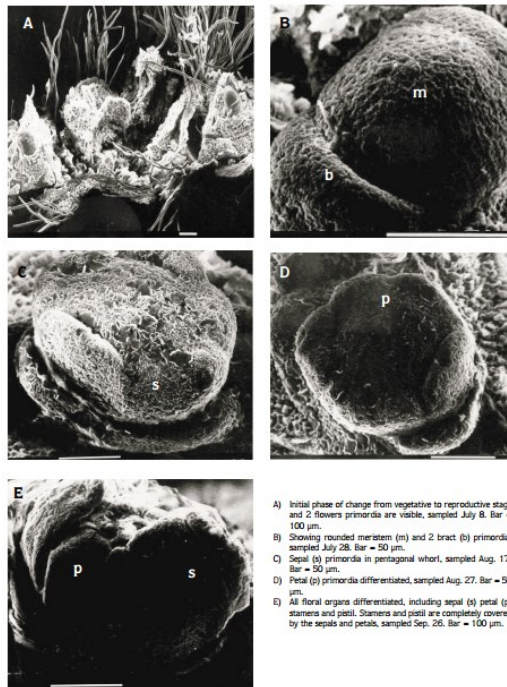 A
B
m
b
C
s
D
p
E
p
s
A) Initial phase of change from vegetative to reproductive stag
and 2 flowers primordia are visible, sampled July 8. Bar =
100 µm.
B) Showing rounded meristem (m) and 2 bract (b) primordia
sampled July 28. Bar = 50 µm.
C) Sepal (s) primordia in pentagonal whorl, sampled Aug. 17
Bar = 50 µm.
D) Petal (p) primordia differentiated, sampled Aug. 27. Bar = 50
µm.
E) All floral organs differentiated, including sepal (s) petal (p)
stamens and pistil. Stamens and pistil are completely covere
by the sepals and petals, sampled Sep. 26. Bar = 100 µm.